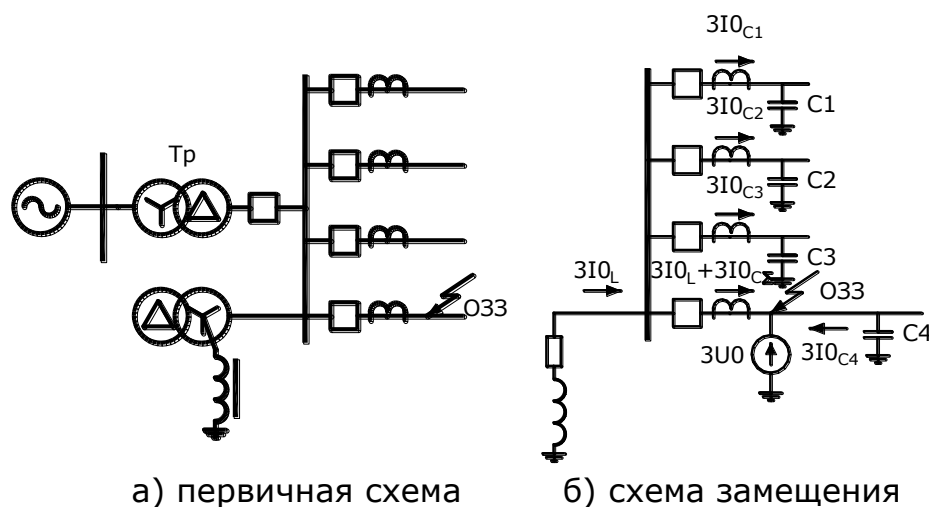 Тр
ОЗЗ
а) первичная схема
3I0C1
3I0C2
C1
3I0C3
C2
C3
3I0L
3I0L+3I0CΣ
ОЗЗ
3U0
3I0C4
C4
б) схема замещения